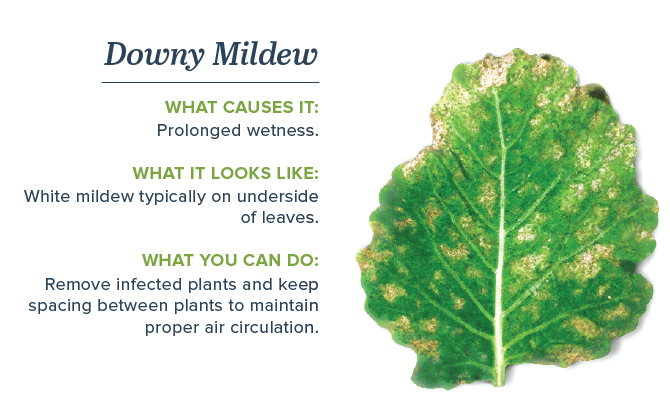 Downy Mildew
WHAT CAUSES IT:
Prolonged wetness.
WHAT IT LOOKS LIKE:
White mildew typically on underside
of leaves.
WHAT YOU CAN DO:
Remove infected plants and keep
spacing between plants to maintain
proper air circulation.